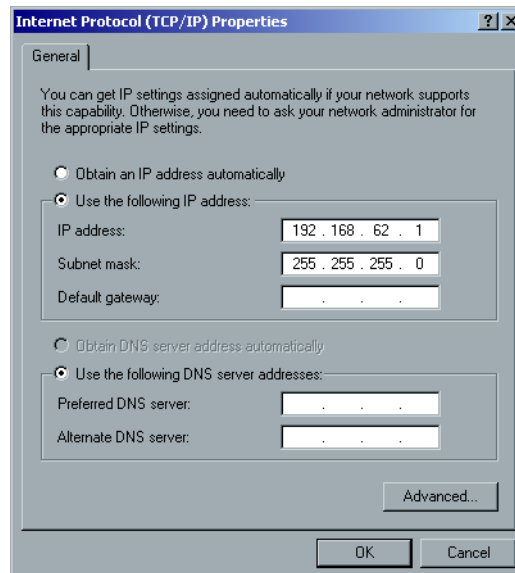 Internet Protocol (TCP/IP) Properties
General
You can get IP settings assigned automatically if your network supports
this capability. Otherwise, you need to ask your network administrator for
the appropriate IP settings.
Obtain an IP address automatically
Use the following IP address:
IP address: 192 . 168 . 62 . 1
Subnet mask: 255 . 255 . 255 . 0
Default gateway: . . .
Obtain DNS server address automatically
Use the following DNS server addresses:
Preferred DNS server: . . .
Alternate DNS server: . . .
Advanced...
OK Cancel